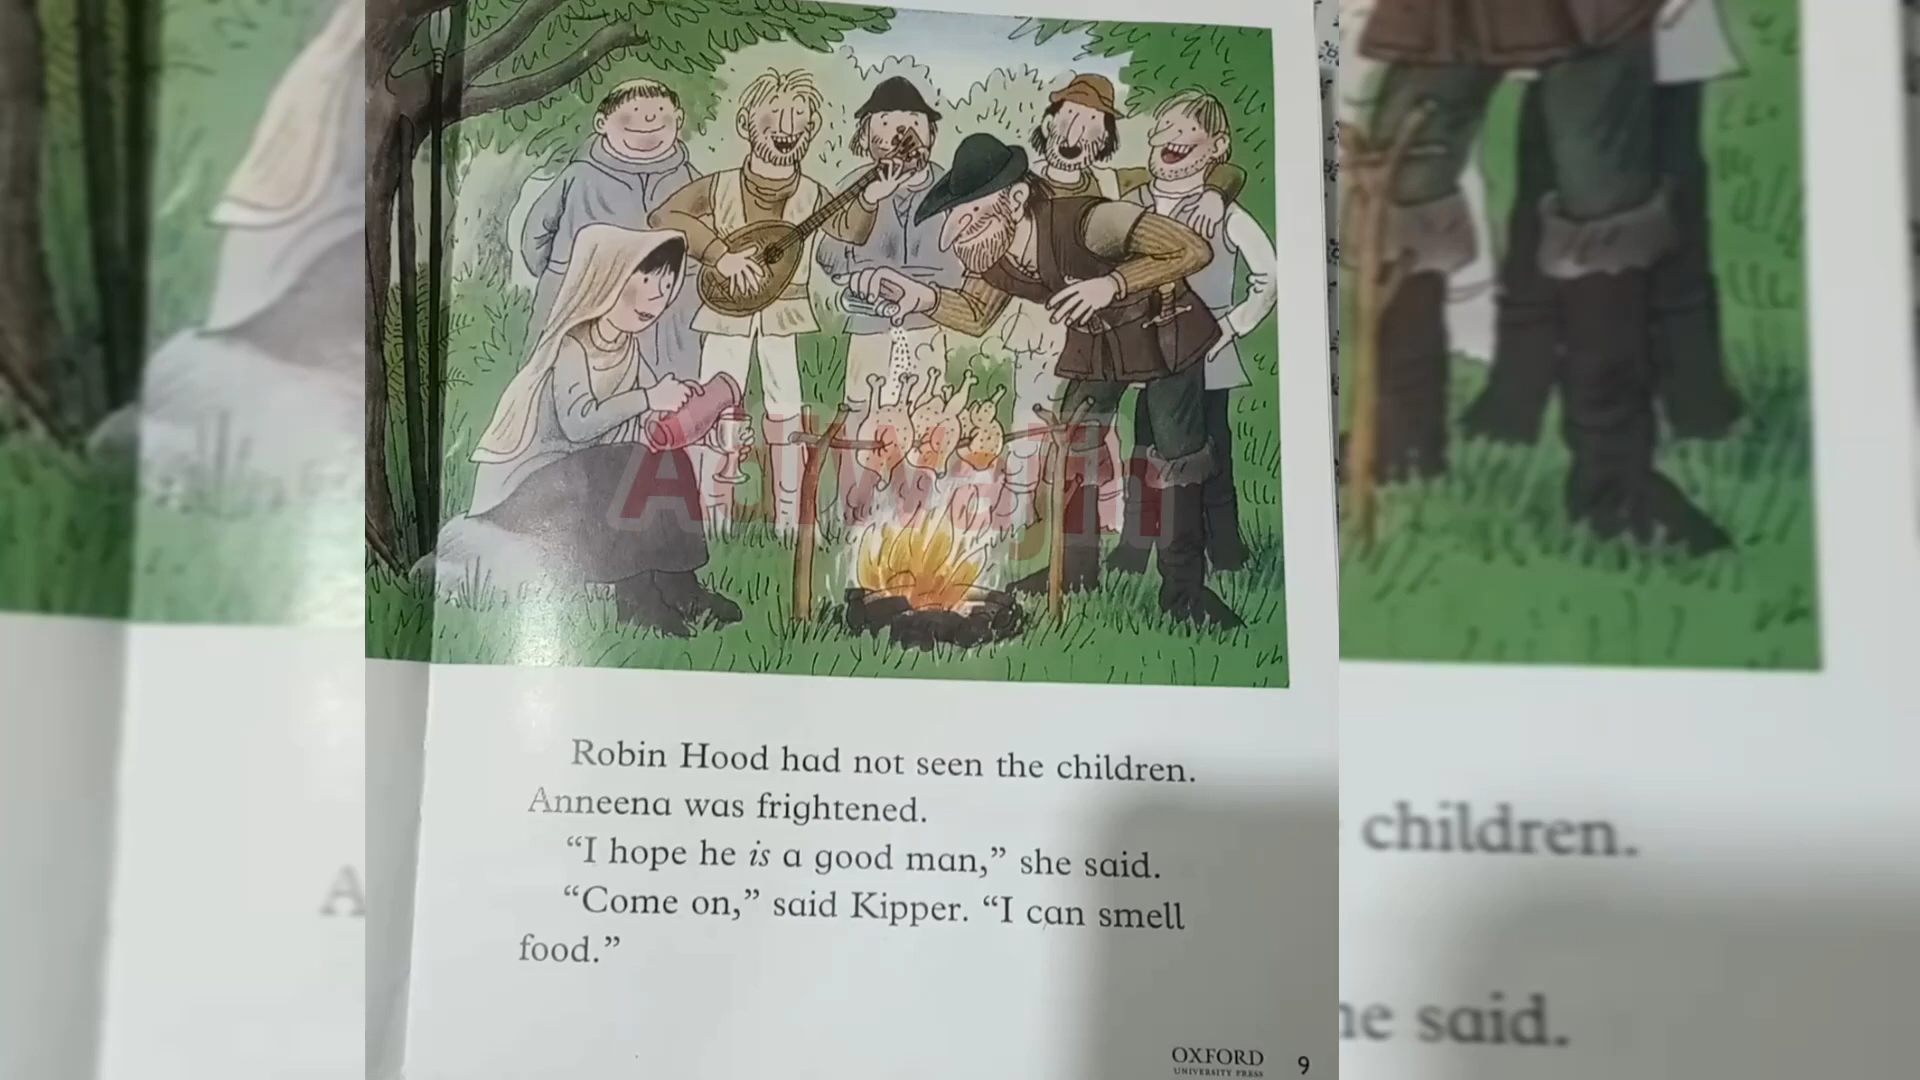 AdiWajih
Robin Hood had not seen the children.
Anneena was frightened.
“I hope he is a good man,” she said.
“Come on,” said Kipper. “I can smell
food.”
OXFORD
UNIVERSITY PRESS
9
children.
A
he said.